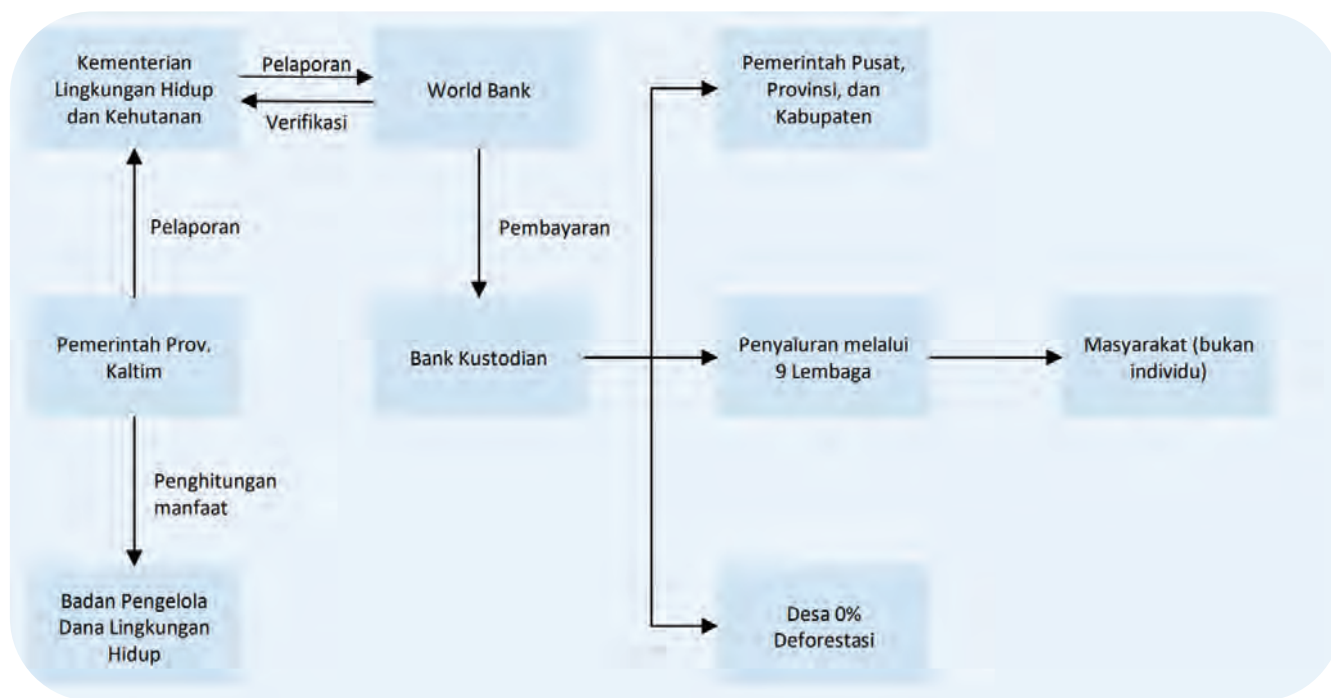 Kementerian
Lingkungan Hidup
dan Kehutanan
Pelaporan
Verifikasi
World Bank
Pemerintah Pusat,
Provinsi, dan
Kabupaten
Pelaporan
Pembayaran
Pemerintah Prov.
Kaltim
Bank Kustodian
Penyaluran melalui
9 Lembaga
Masyarakat (bukan
individu)
Penghitungan
manfaat
Badan Pengelola
Dana Lingkungan
Hidup
Desa 0%
Deforestasi